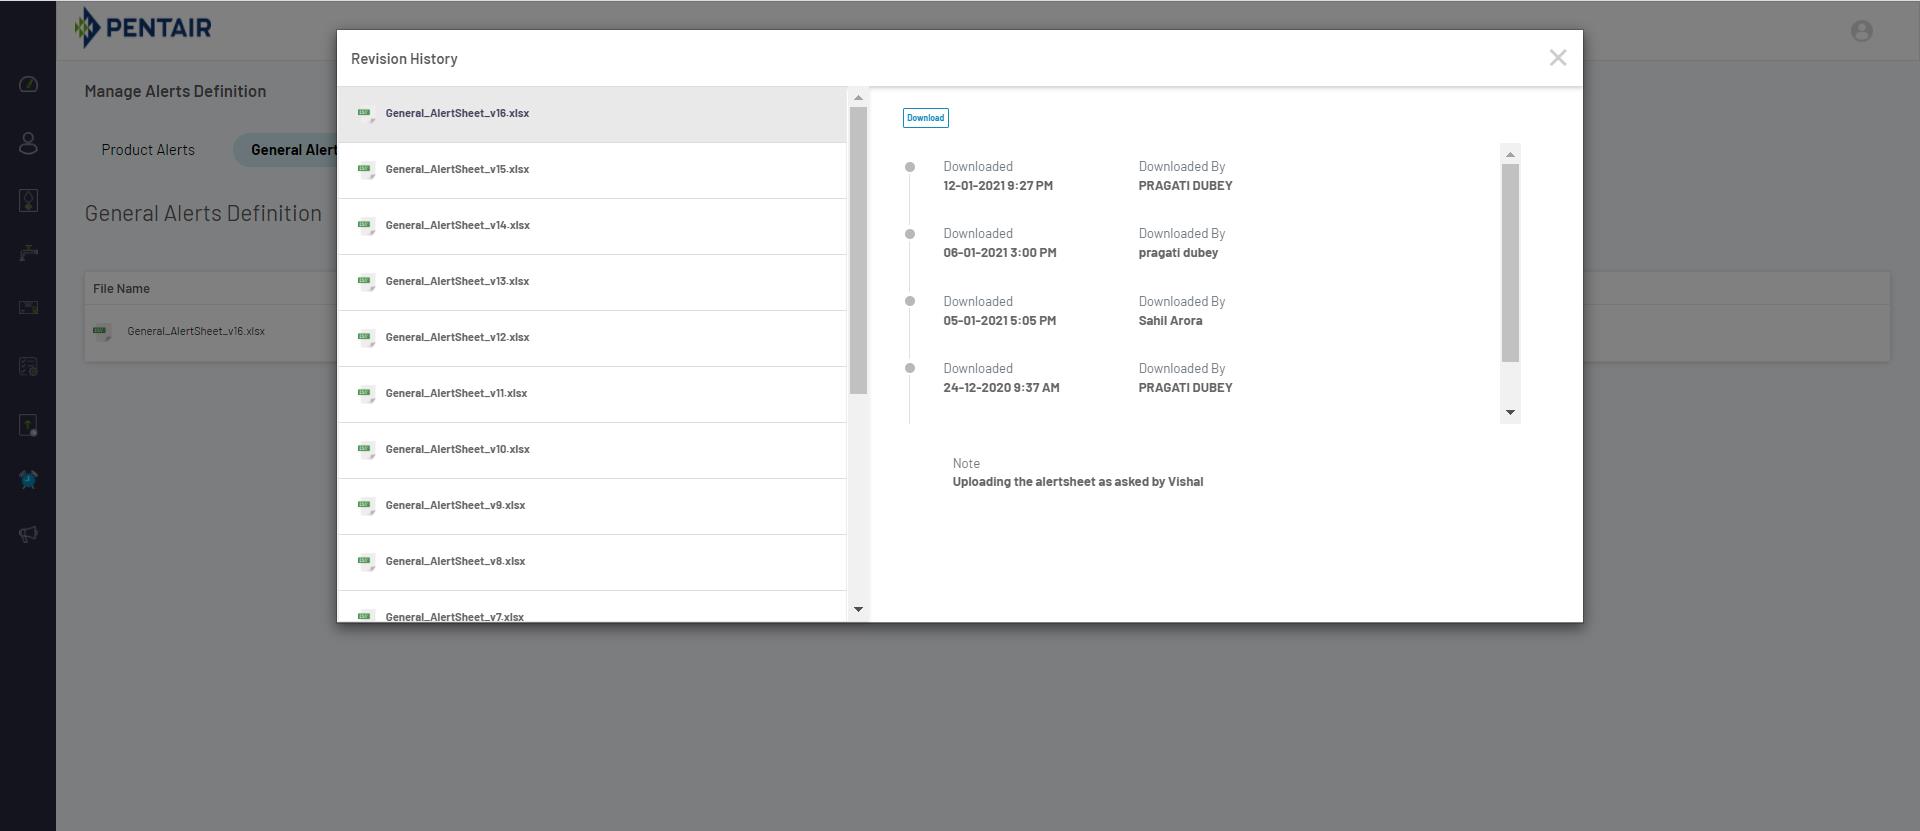 PENTAIR
Manage Alerts Definition
Product Alerts
General Alert
General Alerts Definition
File Name
General_AlertSheet_v16.xlsx
Revision History
General_AlertSheet_v16.xlsx
General_AlertSheet_v15.xlsx
General_AlertSheet_v14.xlsx
General_AlertSheet_v13.xlsx
General_AlertSheet_v12.xlsx
General_AlertSheet_v11.xlsx
General_AlertSheet_v10.xlsx
General_AlertSheet_v9.xlsx
General_AlertSheet_v8.xlsx
General_AlertSheet_v7.xlsx
Download
Downloaded Downloaded By
12-01-2021 9:27 PM PRAGATI DUBEY
Downloaded Downloaded By
06-01-2021 3:00 PM pragati dubey
Downloaded Downloaded By
05-01-2021 5:05 PM Sahil Arora
Downloaded Downloaded By
24-12-2020 9:37 AM PRAGATI DUBEY
Note
Uploading the alertsheet as asked by Vishal